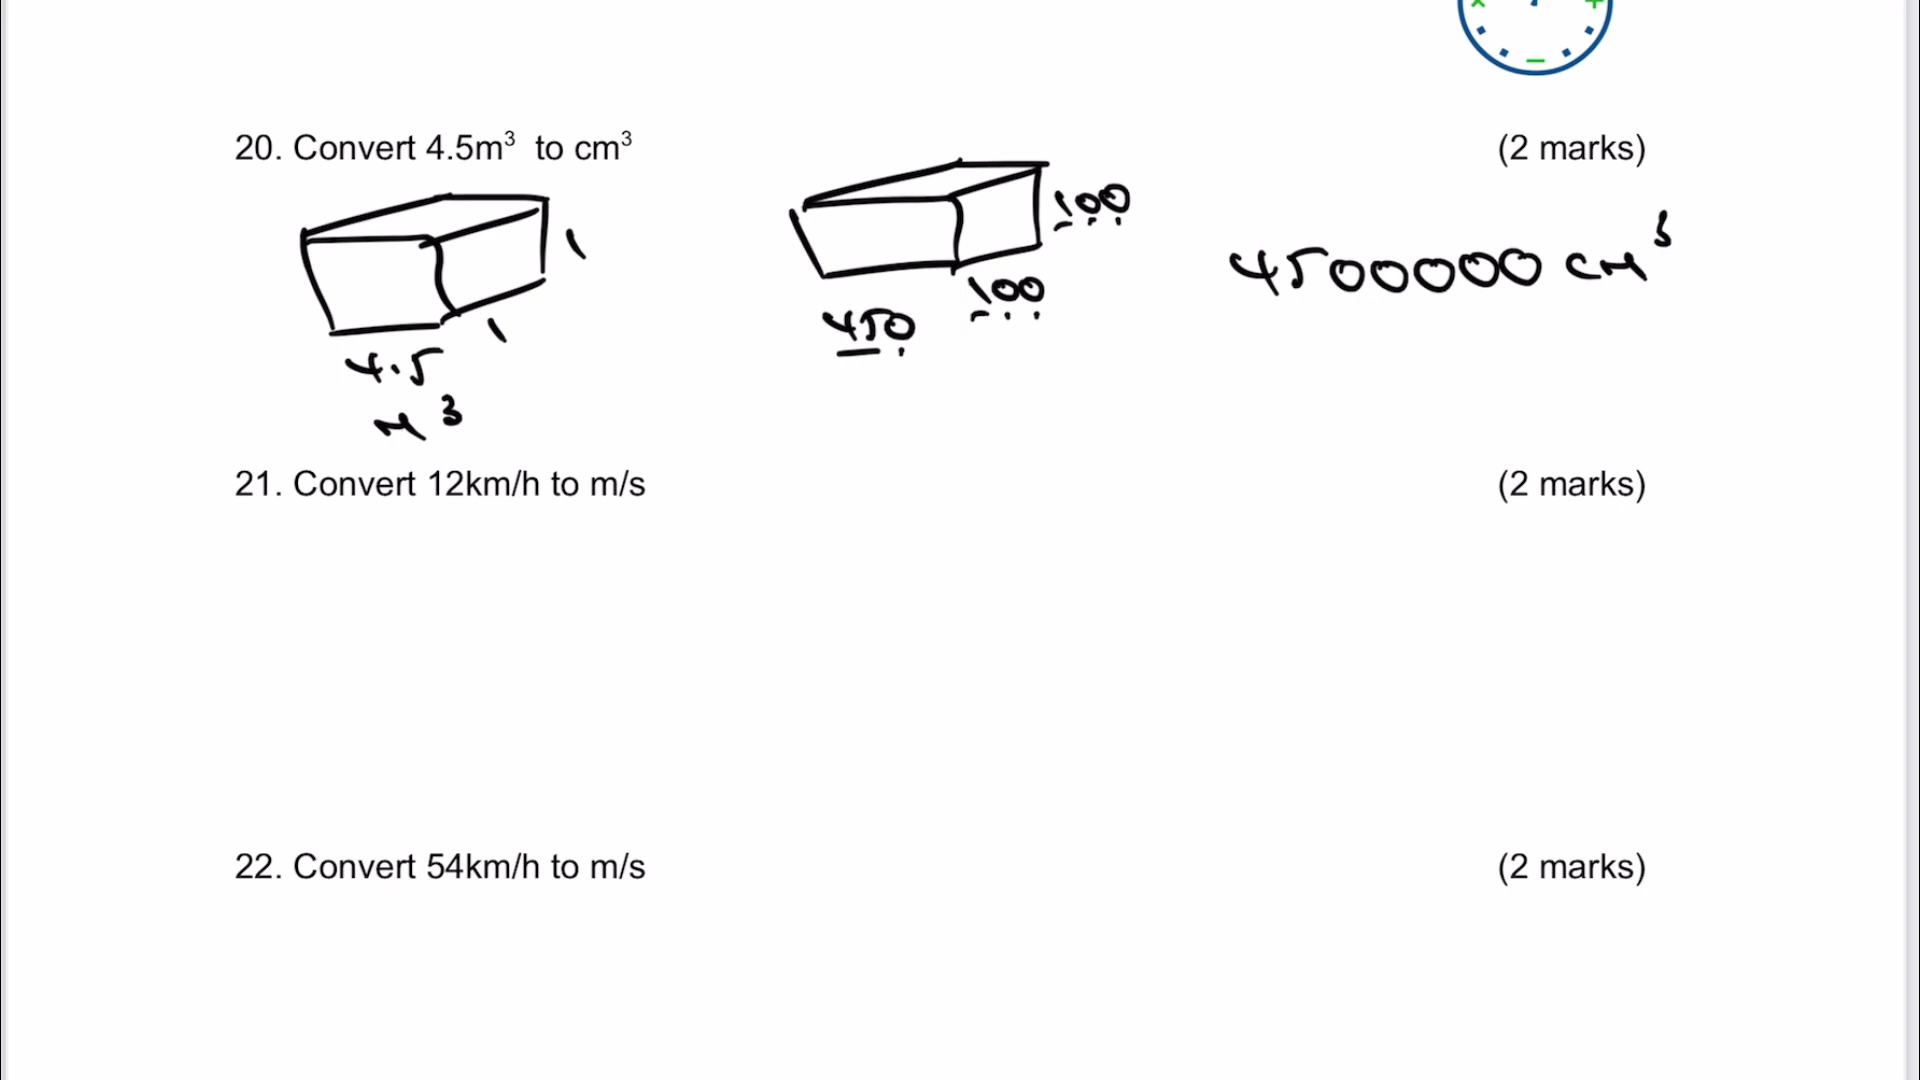 20. Convert 4.5m³ to cm³ (2 marks)
1
1
4.5
m³
100
100
450
4500000 cm³
21. Convert 12km/h to m/s (2 marks)
22. Convert 54km/h to m/s (2 marks)